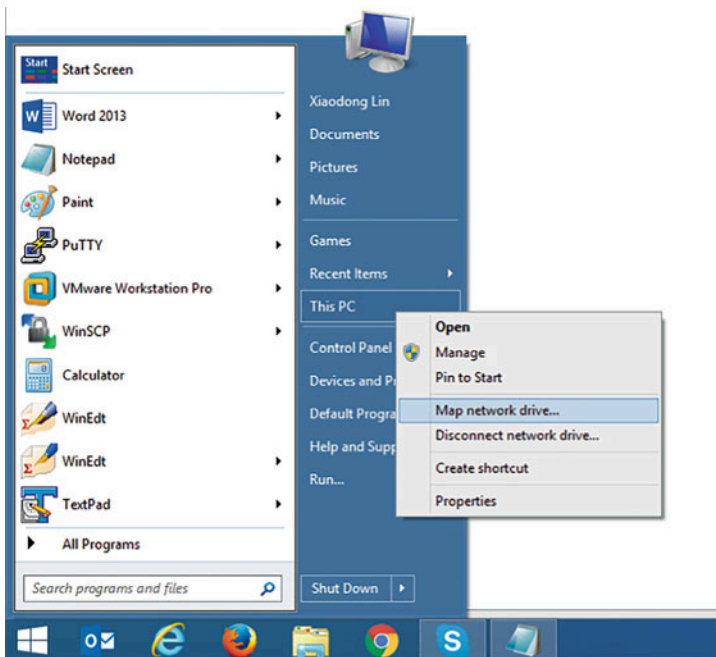 Start
Start Screen
Word 2013
Notepad
Paint
PuTTY
VMware Workstation Pro
WinSCP
Calculator
WinEdt
WinEdt
TextPad
All Programs
Search programs and files
Xiaodong Lin
Documents
Pictures
Music
Games
Recent Items
This PC
Control Panel
Devices and
Default
Help and
Run...
Shut Down
Open
Manage
Pin to Start
Map network drive...
Disconnect network drive...
Create shortcut
Properties